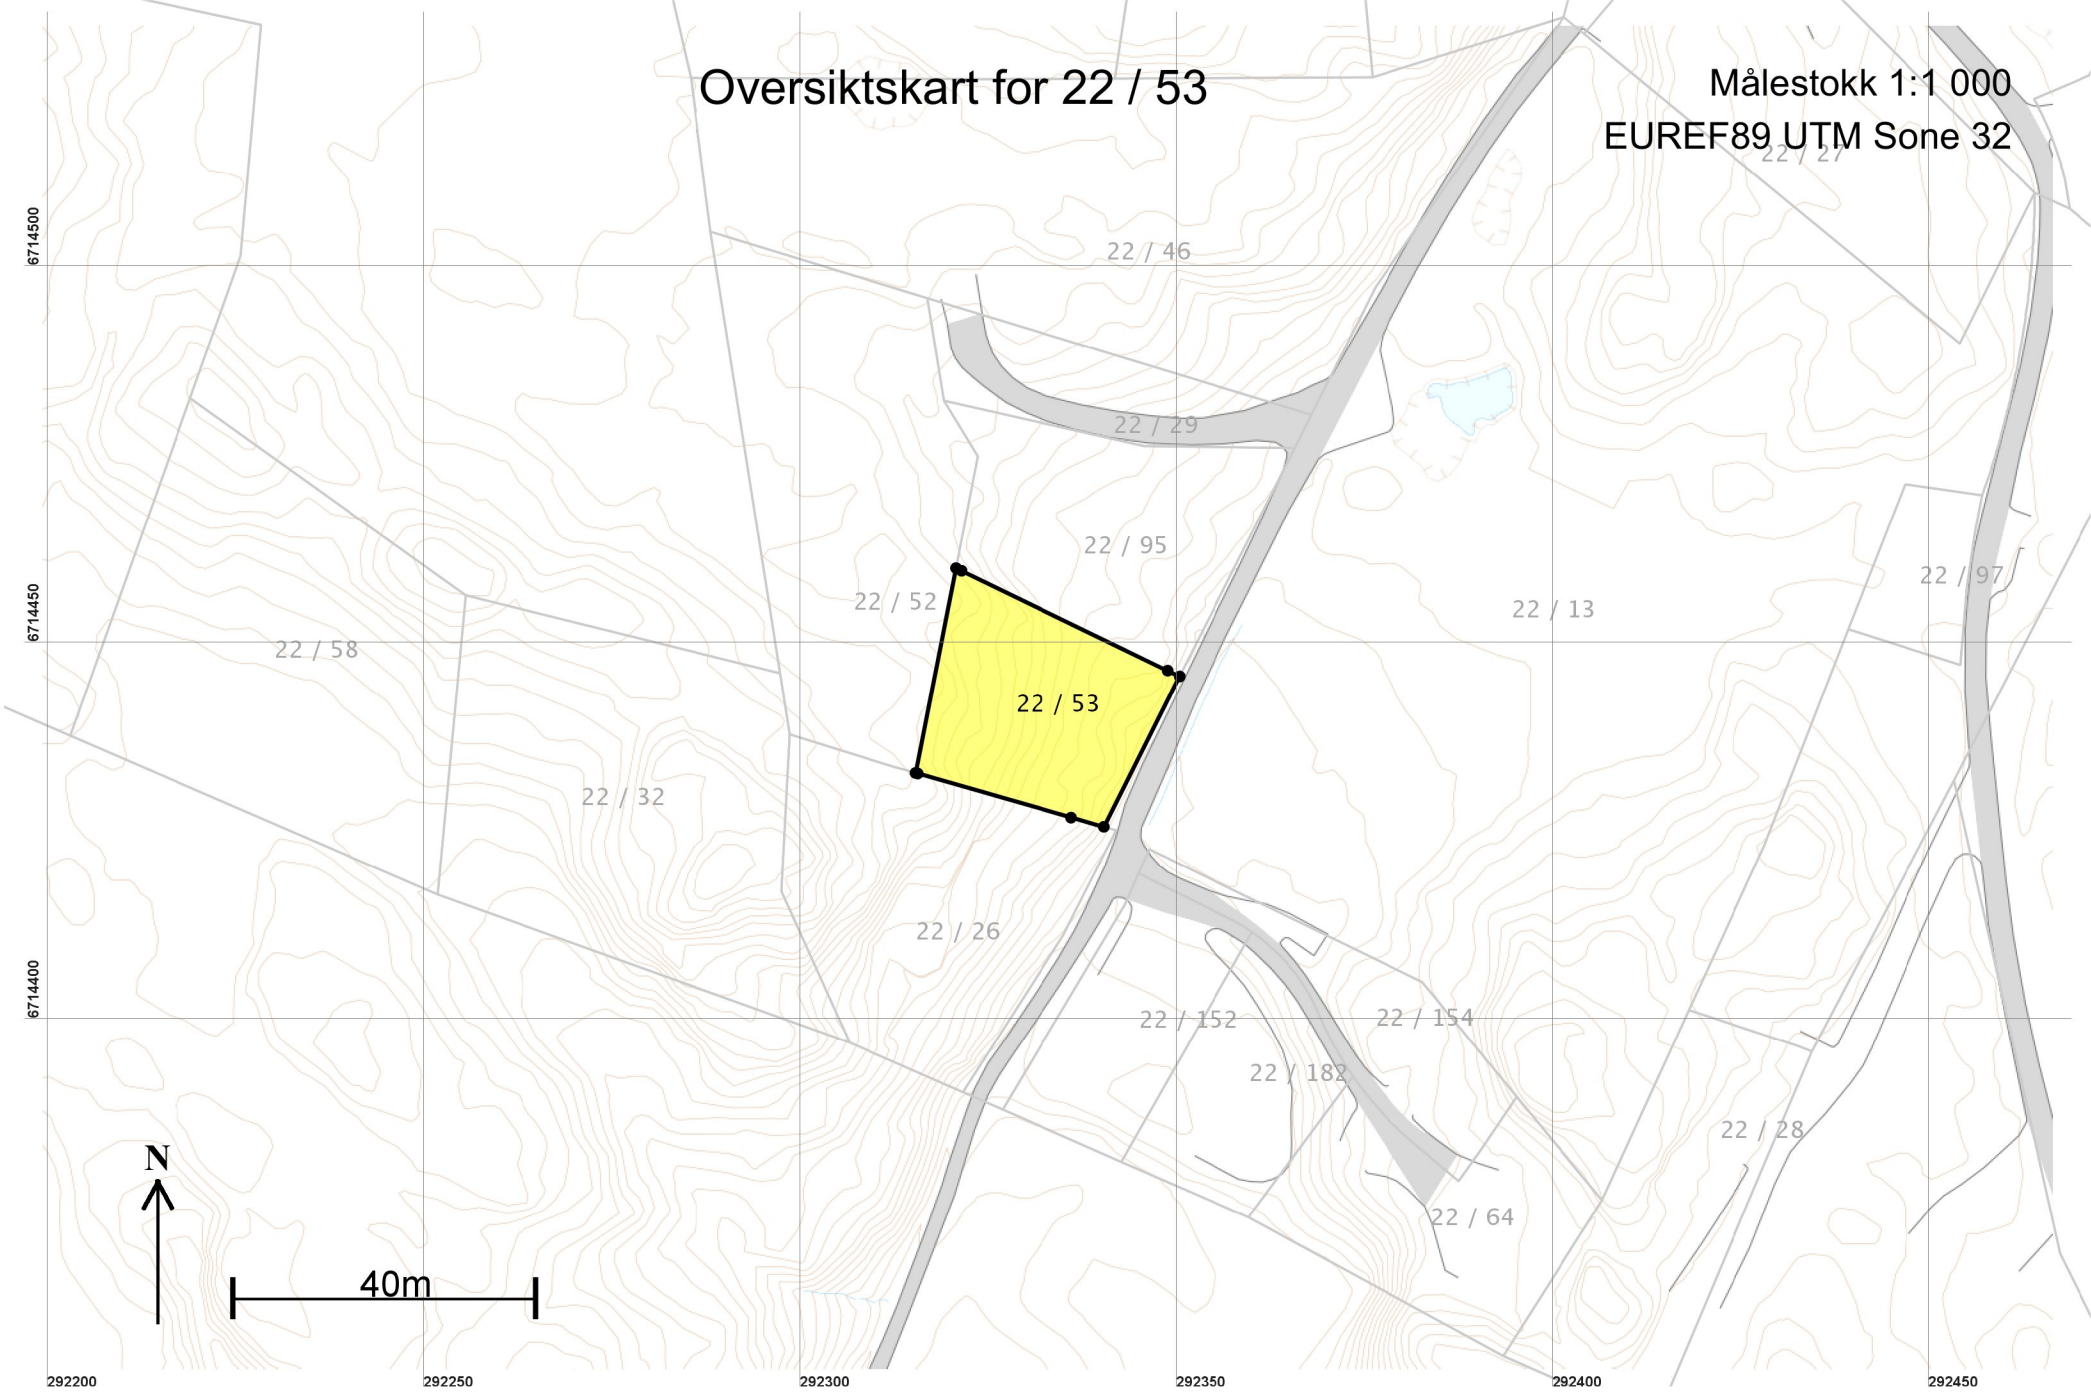 Oversiktskart for 22 / 53
Målestokk 1:1 000
EUREF89 UTM Sone 32
22 / 27
6714500
22 / 46
22 / 29
22 / 95
22 / 97
6714450
22 / 52
22 / 13
22 / 58
22 / 53
22 / 32
22 / 26
6714400
22 / 152
22 / 154
22 / 182
22 / 28
N
22 / 64
40m
292200
292250
292300
292350
292400
292450